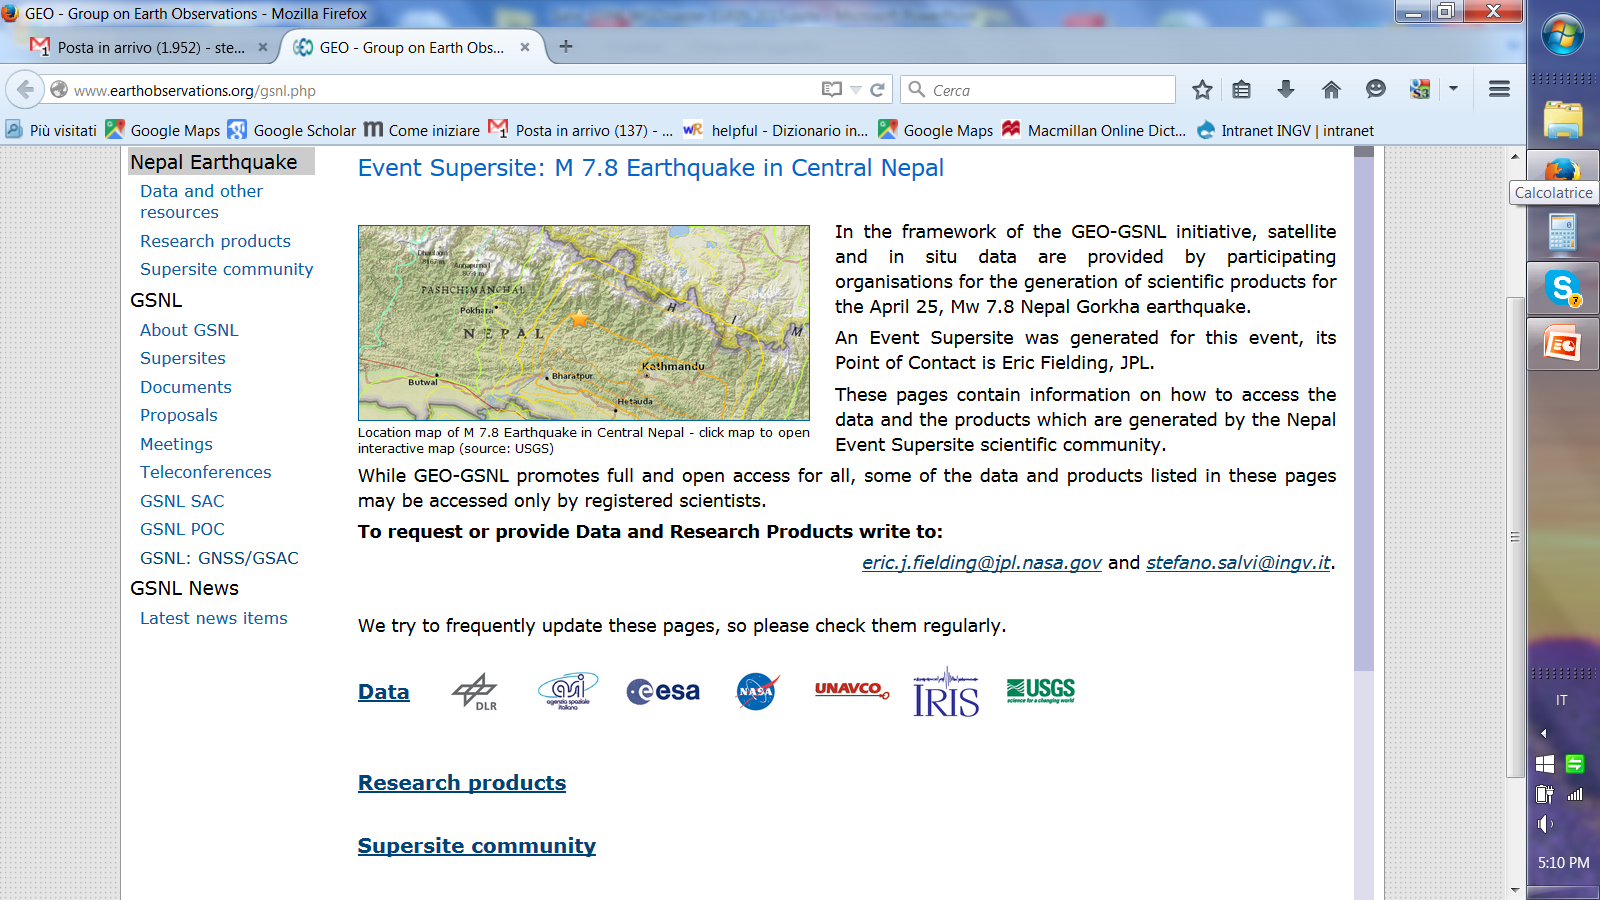 GEO - Group on Earth Observations - Mozilla Firefox
Posta in arrivo (1.952) - ste...
GEO - Group on Earth Obs...
www.earthobservations.org/gsnl.php
Cerca
Più visitati
Google Maps
Google Scholar
Come iniziare
Posta in arrivo (137) - ...
helpful - Dizionario in...
Google Maps
Macmillan Online Dict...
Intranet INGV | intranet
Nepal Earthquake
Data and other
resources
Research products
Supersite community
GSNL
About GSNL
Supersites
Documents
Proposals
Meetings
Teleconferences
GSNL SAC
GSNL POC
GSNL: GNSS/GSAC
GSNL News
Latest news items
Event Supersite: M 7.8 Earthquake in Central Nepal
Dhaulagiri
Annapurna I
PASHCHIMANCHAL
Pokhara
NEPAL
H I M
Kathmandu
Bharatpur
Butwal
Hetauda
Location map of M 7.8 Earthquake in Central Nepal - click map to open
interactive map (source: USGS)
In the framework of the GEO-GSNL initiative, satellite
and in situ data are provided by participating
organisations for the generation of scientific products for
the April 25, Mw 7.8 Nepal Gorkha earthquake.
An Event Supersite was generated for this event, its
Point of Contact is Eric Fielding, JPL.
These pages contain information on how to access the
data and the products which are generated by the Nepal
Event Supersite scientific community.
While GEO-GSNL promotes full and open access for all, some of the data and products listed in these pages
may be accessed only by registered scientists.
To request or provide Data and Research Products write to:
eric.j.fielding@jpl.nasa.gov and stefano.salvi@ingv.it.
We try to frequently update these pages, so please check them regularly.
Data
DLR
asi
agenzia spaziale
italiana
esa
NASA
UNAVCO
IRIS
USGS
science for a changing world
Research products
Supersite community
Calcolatrice
S
7
IT
5:10 PM